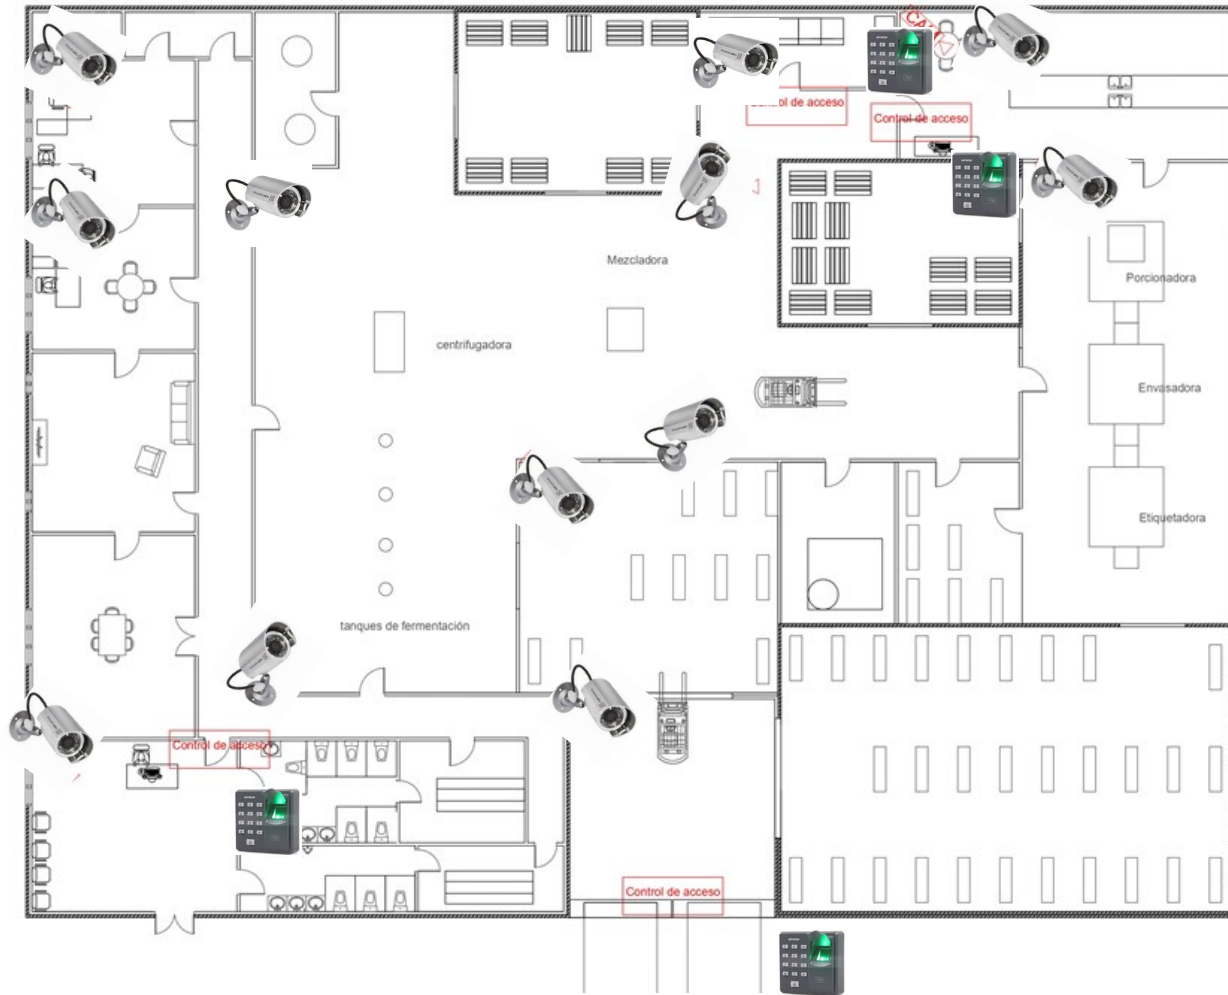 Control de acceso
Control de acceso
Mezcladora
Porcionadora
centrifugadora
Envasadora
Etiquetadora
tanques de fermentación
Control de acceso
Control de acceso